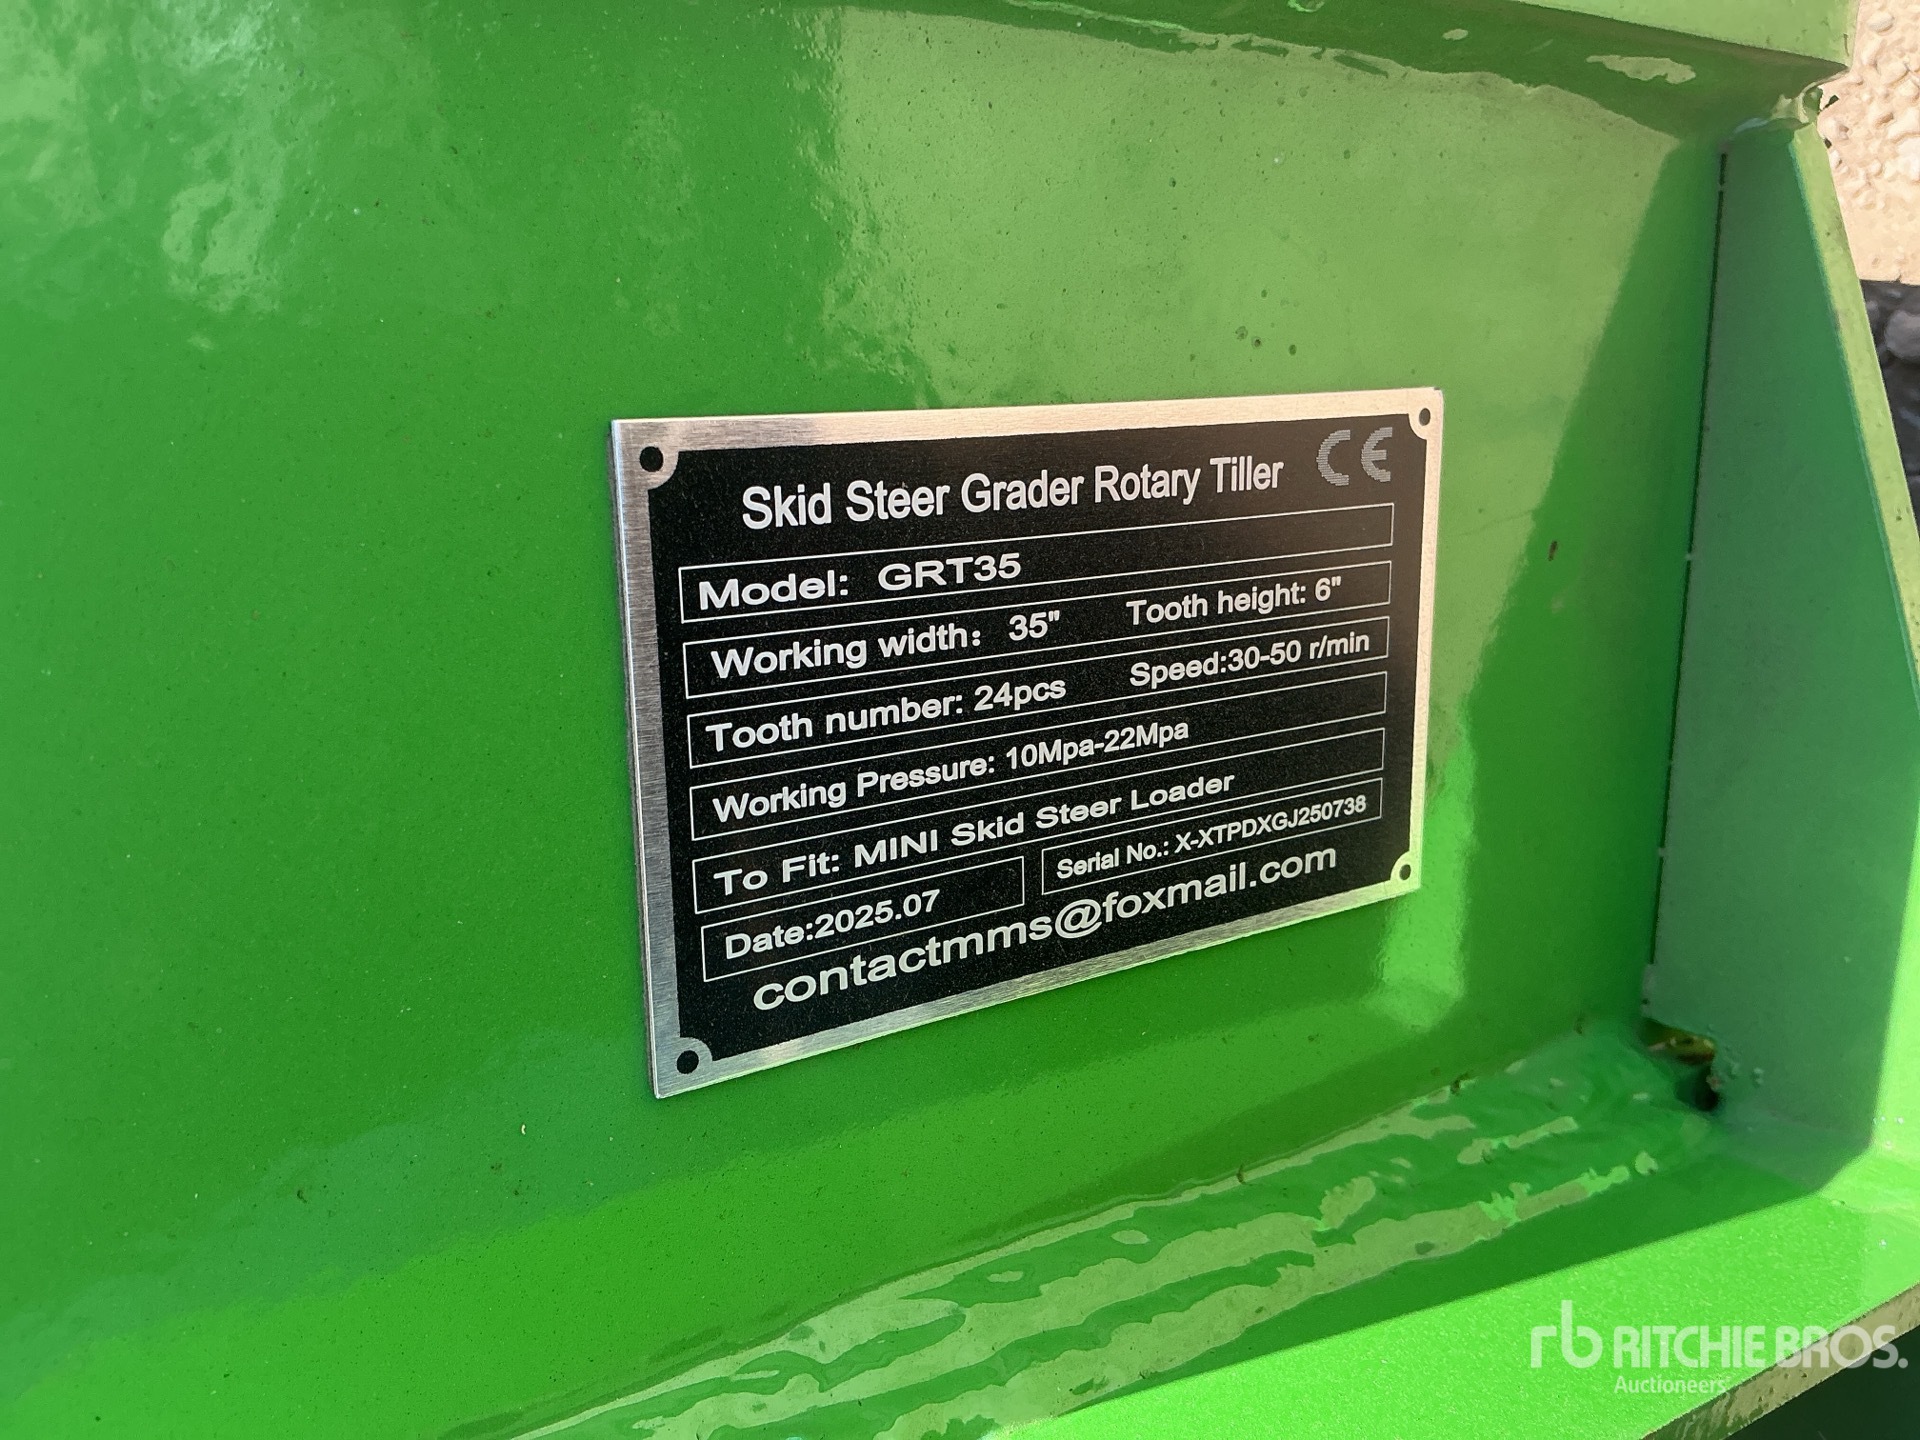 Skid Steer Grader Rotary Tiller CE
Model: GRT35
Working width: 35" Tooth height: 6"
Tooth number: 24pcs Speed:30-50 r/min
Working Pressure: 10Mpa-22Mpa
To Fit: MINI Skid Steer Loader
Date:2025.07 Serial No.: X-XTPDXGJ250738
contactmms@foxmail.com
rb RITCHIE BROS.
Auctioneers